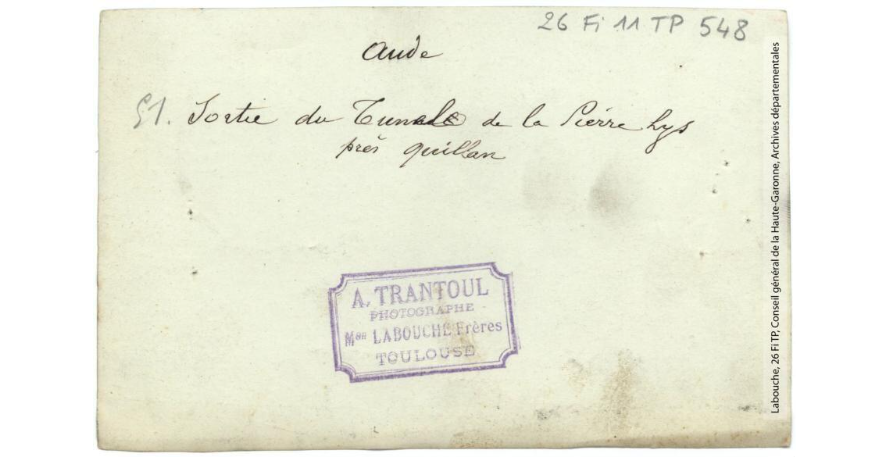 26 Fi 11 TP 548
Aude
51. Sortie du Tunele de la Pierre Lys
près Quillan
A. TRANTOUL
PHOTOGRAPHE
Mon LABOUCHE Frères
TOULOUSE
Labouche, 26 FI TP, Conseil général de la Haute-Garonne, Archives départementales